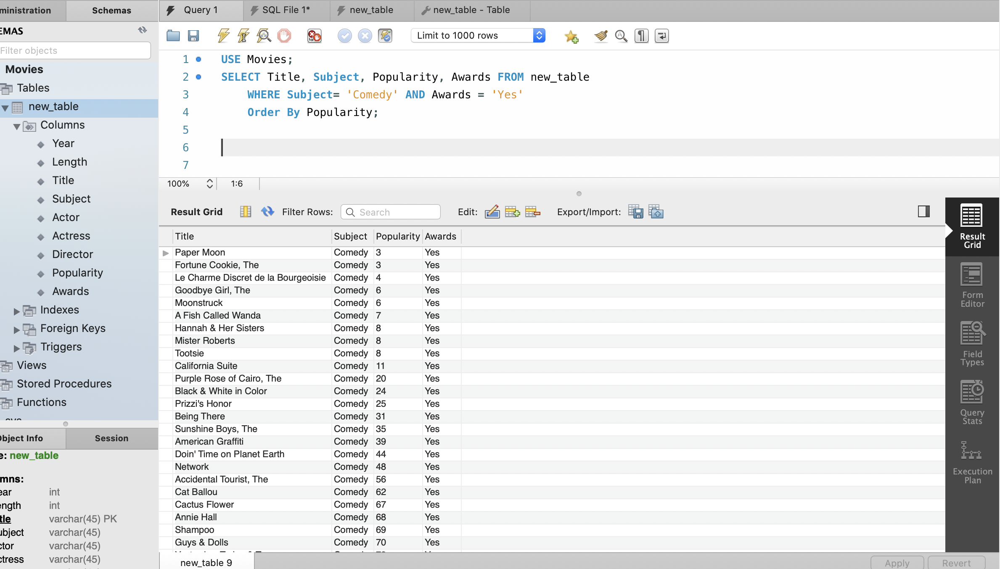 ministration Schemas
Query 1 SQL File 1* new_table new_table - Table
EMAS
Filter objects
Movies
Tables
new_table
Columns
Year
Length
Title
Subject
Actor
Actress
Director
Popularity
Awards
Indexes
Foreign Keys
Triggers
Views
Stored Procedures
Functions
sys
Object Info Session
e: new_table
mns:
ear int
ength int
tle varchar(45) PK
ubject varchar(45)
ctor varchar(45)
ctress varchar(45)
Limit to 1000 rows
1 USE Movies;
2 SELECT Title, Subject, Popularity, Awards FROM new_table
3 WHERE Subject= 'Comedy' AND Awards = 'Yes'
4 Order By Popularity;
5
6
7
100% 1:6
Result Grid Filter Rows: Search Edit: Export/Import:
Title Subject Popularity Awards
Paper Moon Comedy 3 Yes
Fortune Cookie, The Comedy 3 Yes
Le Charme Discret de la Bourgeoisie Comedy 4 Yes
Goodbye Girl, The Comedy 6 Yes
Moonstruck Comedy 6 Yes
A Fish Called Wanda Comedy 7 Yes
Hannah & Her Sisters Comedy 8 Yes
Mister Roberts Comedy 8 Yes
Tootsie Comedy 8 Yes
California Suite Comedy 11 Yes
Purple Rose of Cairo, The Comedy 20 Yes
Black & White in Color Comedy 24 Yes
Prizzi's Honor Comedy 25 Yes
Being There Comedy 31 Yes
Sunshine Boys, The Comedy 35 Yes
American Graffiti Comedy 39 Yes
Doin' Time on Planet Earth Comedy 44 Yes
Network Comedy 48 Yes
Accidental Tourist, The Comedy 56 Yes
Cat Ballou Comedy 62 Yes
Cactus Flower Comedy 67 Yes
Annie Hall Comedy 68 Yes
Shampoo Comedy 69 Yes
Guys & Dolls Comedy 70 Yes
new_table 9
Apply Revert
Result
Grid
Form
Editor
Field
Types
Query
Stats
Execution
Plan